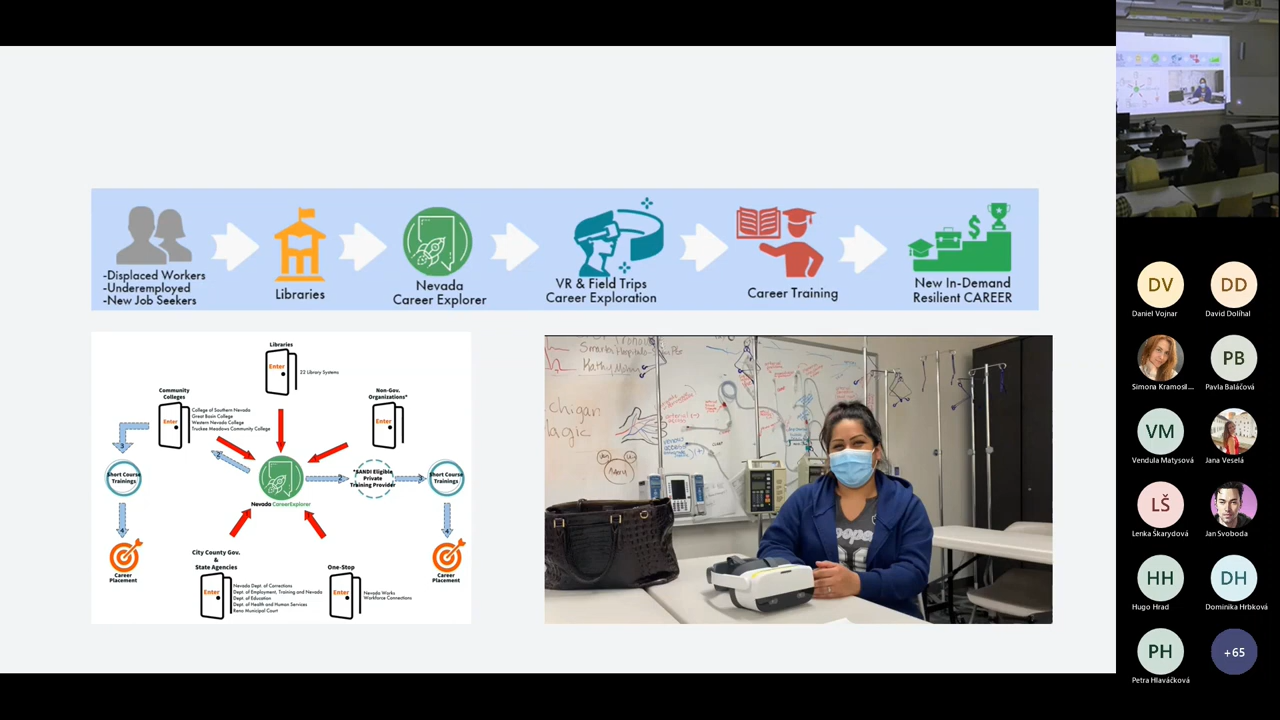 -Displaced Workers
-Underemployed
-New Job Seekers
Libraries
Nevada
Career Explorer
VR & Field Trips
Career Exploration
Career Training
New In-Demand
Resilient CAREER
Libraries
Enter
22 Library Systems
Community
Colleges
Enter
College of Southern Nevada
Great Basin College
Western Nevada College
Truckee Meadows Community College
Non-Gov.
Organizations*
Enter
Short Course
Trainings
Nevada CareerExplorer
*SANDI Eligible
Private
Training Provider
Short Course
Trainings
Career
Placement
Career
Placement
City County Gov.
&
State Agencies
Enter
Nevada Dept. of Corrections
Dept. of Employment, Training and Nevada
Dept. of Education
Dept. of Health and Human Services
Reno Municipal Court
One-Stop
Enter
Nevada Works
Workforce Connections
Kathy
chigan
DV
Daniel Vojnar
DD
David Dolíhal
Simona Kramosil...
PB
Pavla Baláčová
VM
Vendula Matysová
Jana Veselá
LŠ
Lenka Škarydová
Jan Svoboda
HH
Hugo Hrad
DH
Dominika Hrbková
PH
Petra Hlaváčková
+65